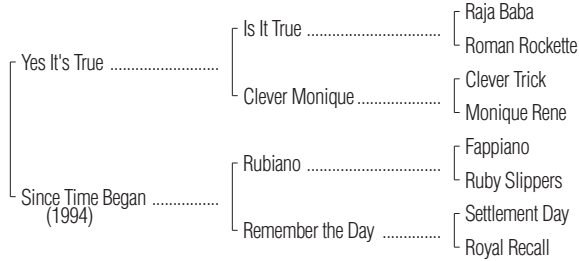 Raja Baba
Is It True
Roman Rockette
Yes It's True
Clever Trick
Clever Monique
Monique Rene
Fappiano
Rubiano
Ruby Slippers
Since Time Began
(1994)
Settlement Day
Remember the Day
Royal Recall